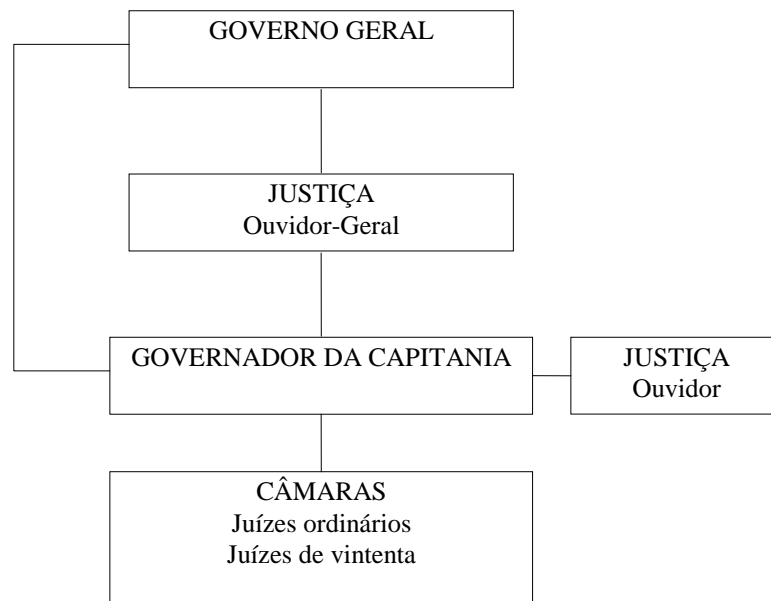 GOVERNO GERAL
JUSTIÇA
Ouvidor-Geral
GOVERNADOR DA CAPITANIA
JUSTIÇA
Ouvidor
CÂMARAS
Juízes ordinários
Juízes de vintenta